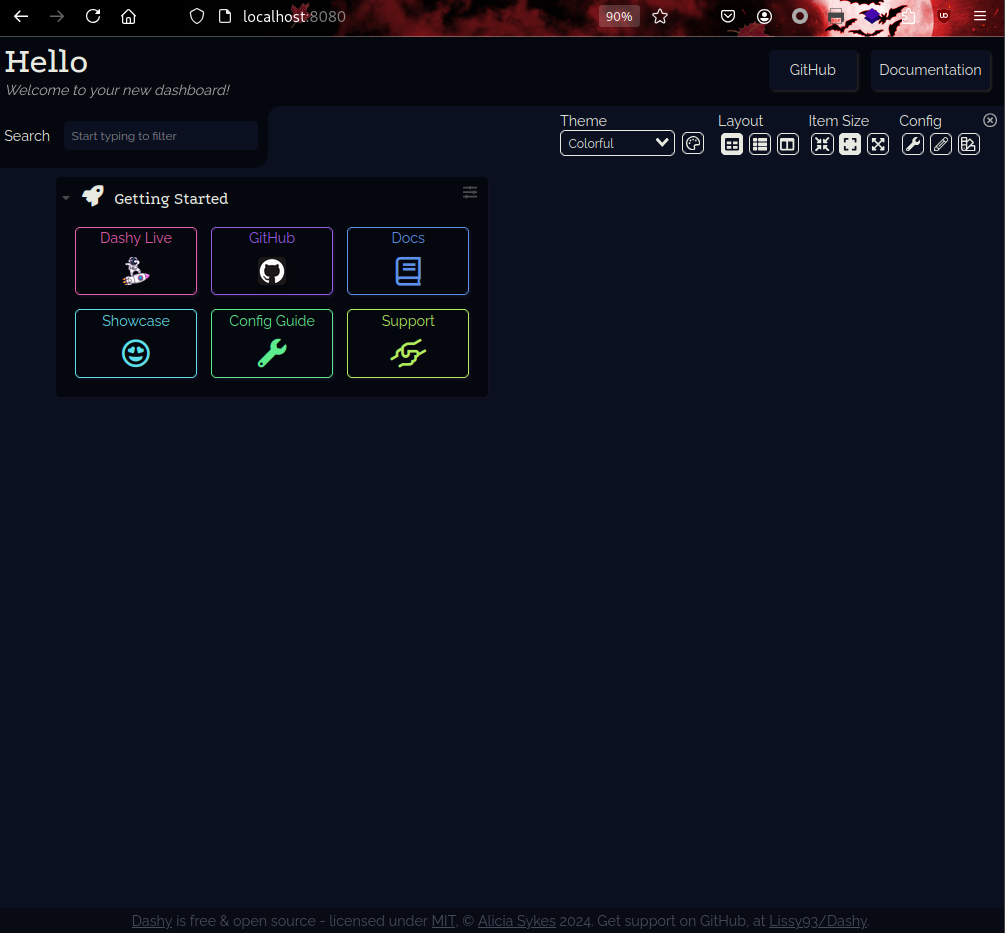 localhost:8080
90%
Hello
Welcome to your new dashboard!
GitHub
Documentation
Search
Start typing to filter
Theme
Colorful
Layout
Item Size
Config
Getting Started
Dashy Live
GitHub
Docs
Showcase
Config Guide
Support
Dashy is free & open source - licensed under MIT, © Alicia Sykes 2024. Get support on GitHub, at Lissy93/Dashy.